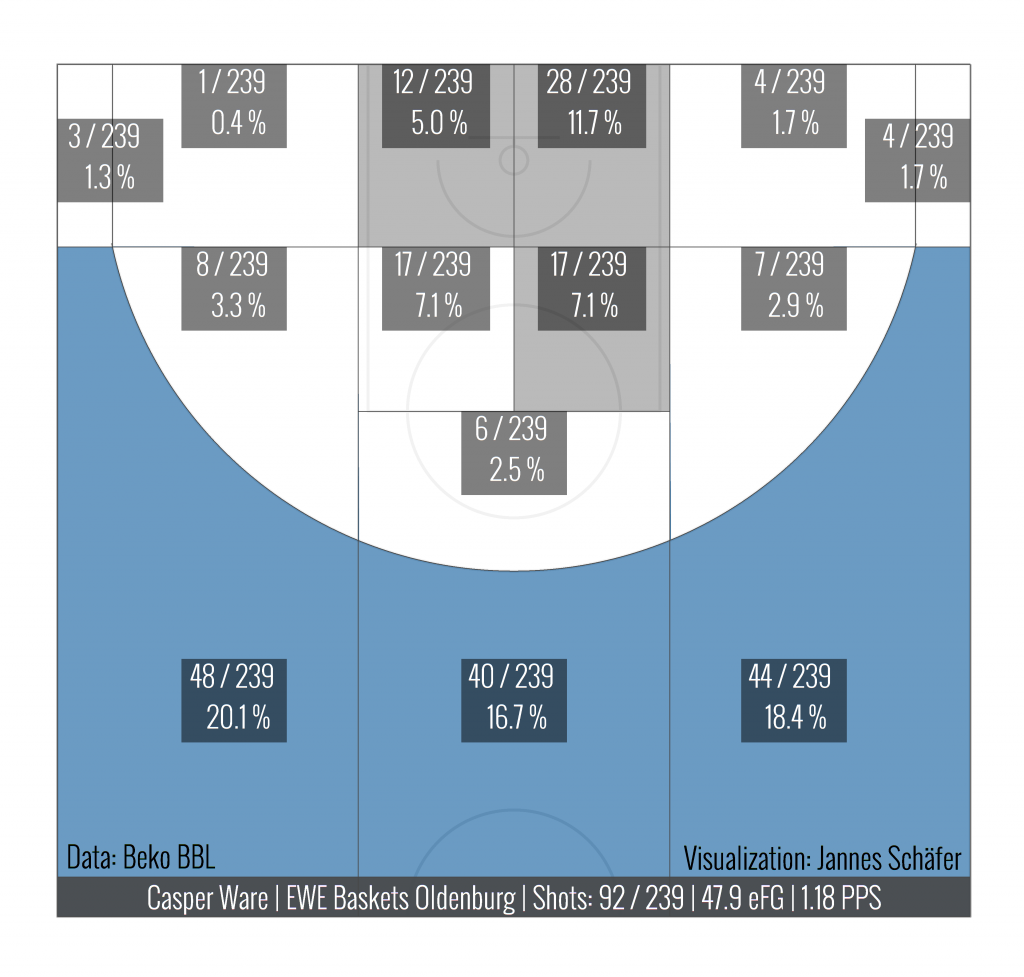 1 / 239
0.4 %
12 / 239
5.0 %
28 / 239
11.7 %
4 / 239
1.7 %
3 / 239
1.3 %
4 / 239
1.7 %
8 / 239
3.3 %
17 / 239
7.1 %
17 / 239
7.1 %
7 / 239
2.9 %
6 / 239
2.5 %
48 / 239
20.1 %
40 / 239
16.7 %
44 / 239
18.4 %
Data: Beko BBL
Visualization: Jannes Schäfer
Casper Ware | EWE Baskets Oldenburg | Shots: 92 / 239 | 47.9 eFG | 1.18 PPS